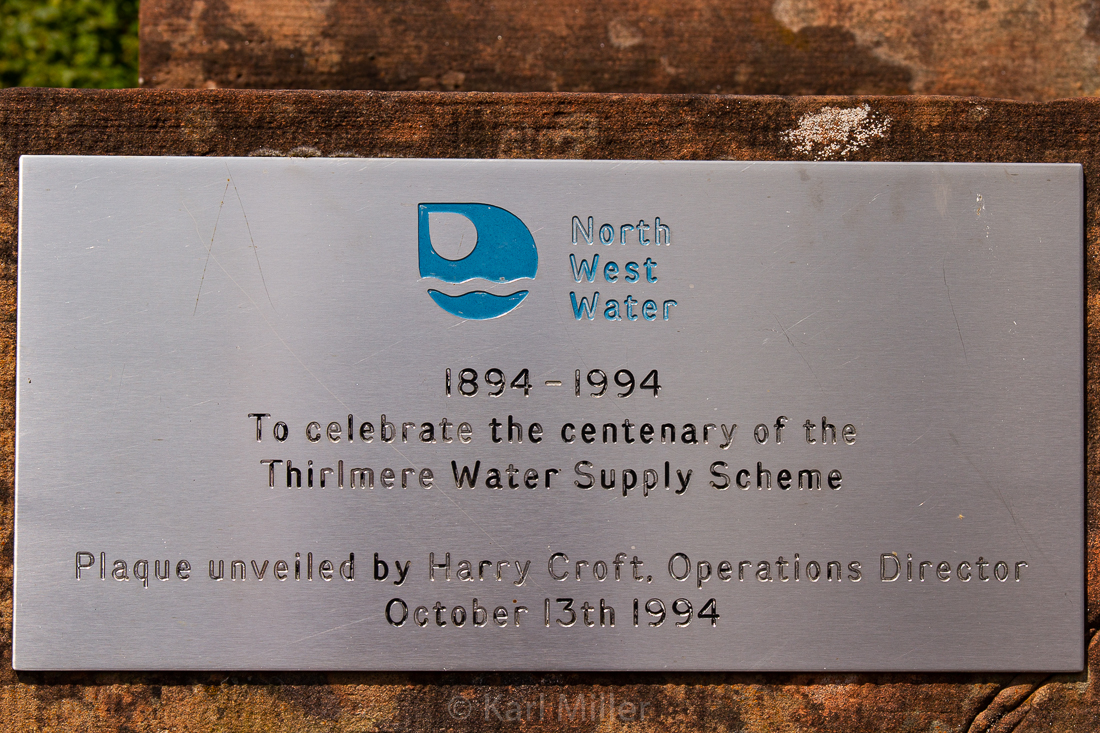 North
West
Water
1894 - 1994
To celebrate the centenary of the
Thirlmere Water Supply Scheme
Plaque unveiled by Harry Croft, Operations Director
October 13th 1994
© Karl Miller